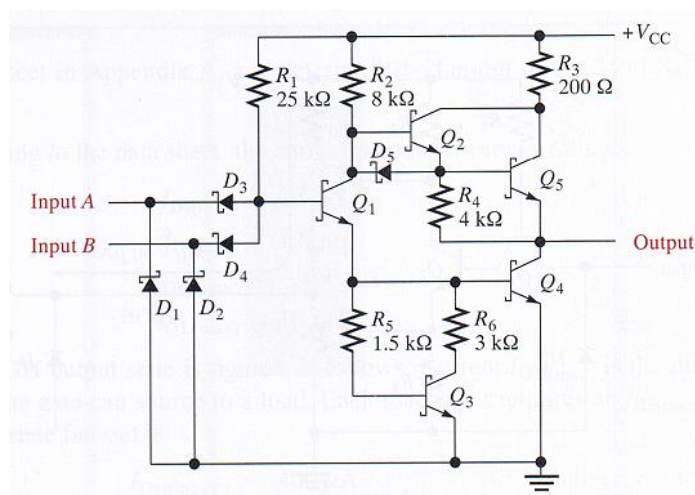 +V_CC
R_1
25 kΩ
R_2
8 kΩ
R_3
200 Ω
Q_2
D_5
D_3
Q_5
Input A
Q_1
R_4
4 kΩ
Input B
Output
D_4
Q_4
D_1
D_2
R_5
1.5 kΩ
R_6
3 kΩ
Q_3